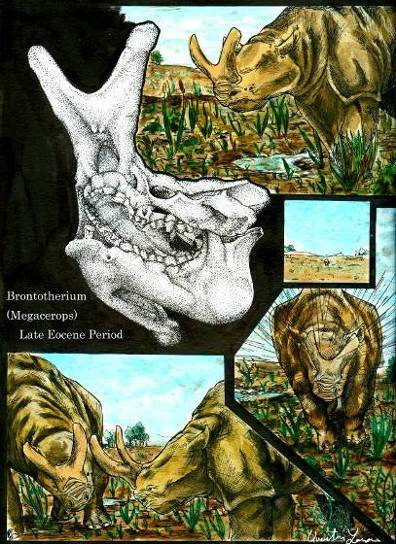 Brontotherium
(Megacerops)
Late Eocene Period